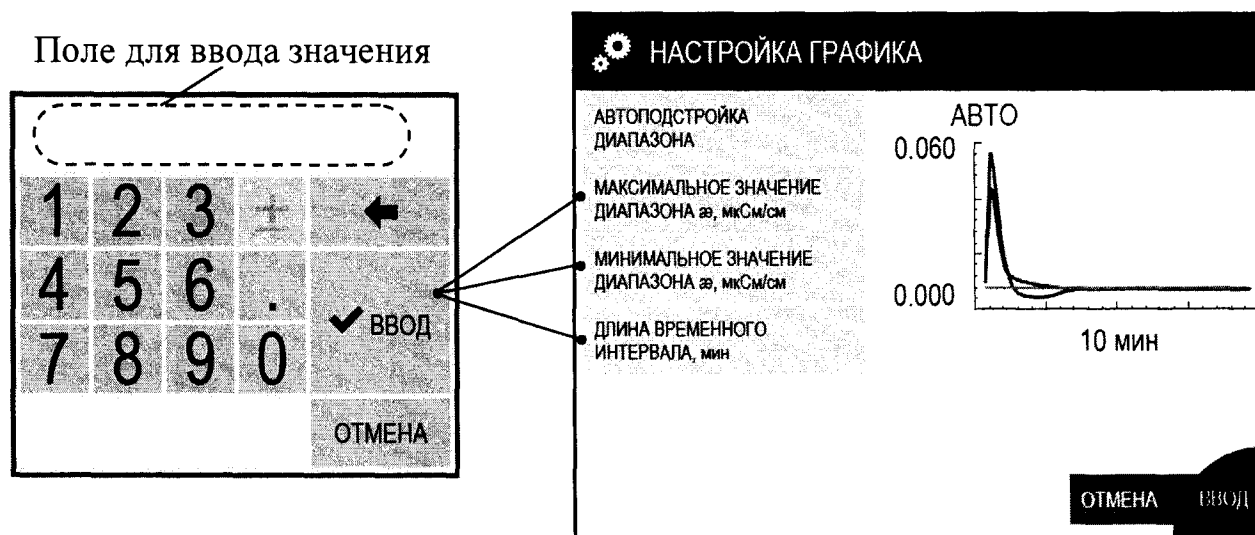 Поле для ввода значения
1 2 3 ±
4 5 6 .
7 8 9 0
ВВОД
ОТМЕНА
НАСТРОЙКА ГРАФИКА
АВТОПОДСТРОЙКА
ДИАПАЗОНА
МАКСИМАЛЬНОЕ ЗНАЧЕНИЕ
ДИАПАЗОНА æ, мкСм/см
МИНИМАЛЬНОЕ ЗНАЧЕНИЕ
ДИАПАЗОНА æ, мкСм/см
ДЛИНА ВРЕМЕННОГО
ИНТЕРВАЛА, мин
АВТО
0.060
0.000
10 мин
ОТМЕНА
ВВОД